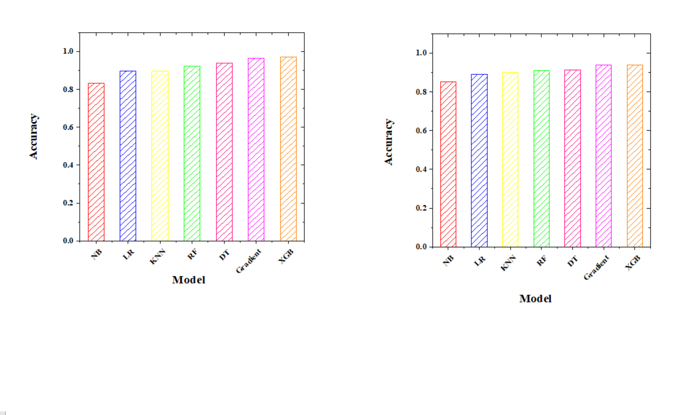 1.0
0.8
0.6
0.4
0.2
0.0
Accuracy
NB
LR
KNN
RF
DT
Gradient
XGB
Model
1.0
0.8
0.6
0.4
0.2
0.0
Accuracy
NB
LR
KNN
RF
DT
Gradient
XGB
Model